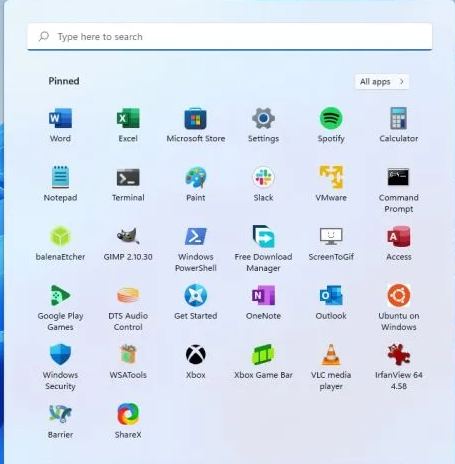 Type here to search
Pinned
All apps >
Word Excel Microsoft Store Settings Spotify Calculator
Notepad Terminal Paint Slack VMware Command Prompt
balenaEtcher GIMP 2.10.30 Windows PowerShell Free Download Manager ScreenToGif Access
Google Play Games DTS Audio Control Get Started OneNote Outlook Ubuntu on Windows
Windows Security WSATools Xbox Xbox Game Bar VLC media player IrfanView 64 4.58
Barrier ShareX